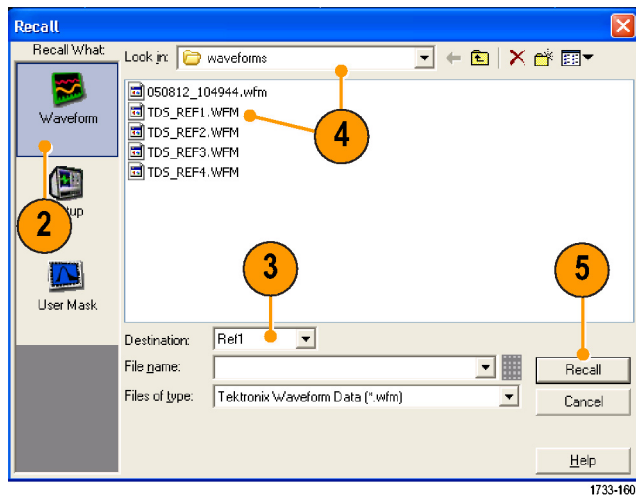 Recall
Recall What:
Look in: waveforms
Waveform
050812_104944.wfm
TDS_REF1.WFM
TDS_REF2.WFM
TDS_REF3.WFM
TDS_REF4.WFM
4
2
User Mask
3
5
Destination: Ref1
File name:
Recall
Files of type: Tektronix Waveform Data (*.wfm)
Cancel
Help
1733-160